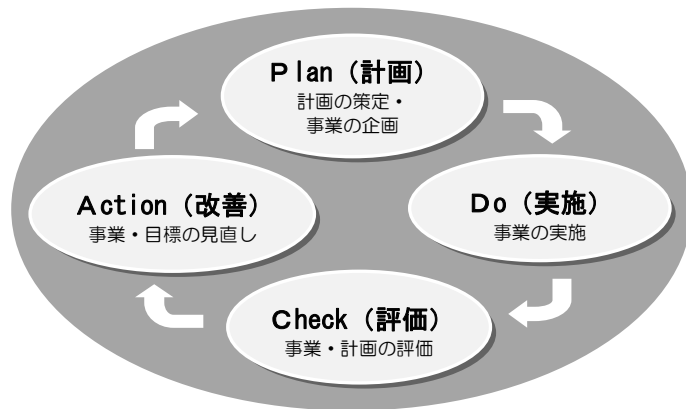 Plan（計画）
計画の策定・
事業の企画
Do（実施）
事業の実施
Check（評価）
事業・計画の評価
Action（改善）
事業・目標の見直し